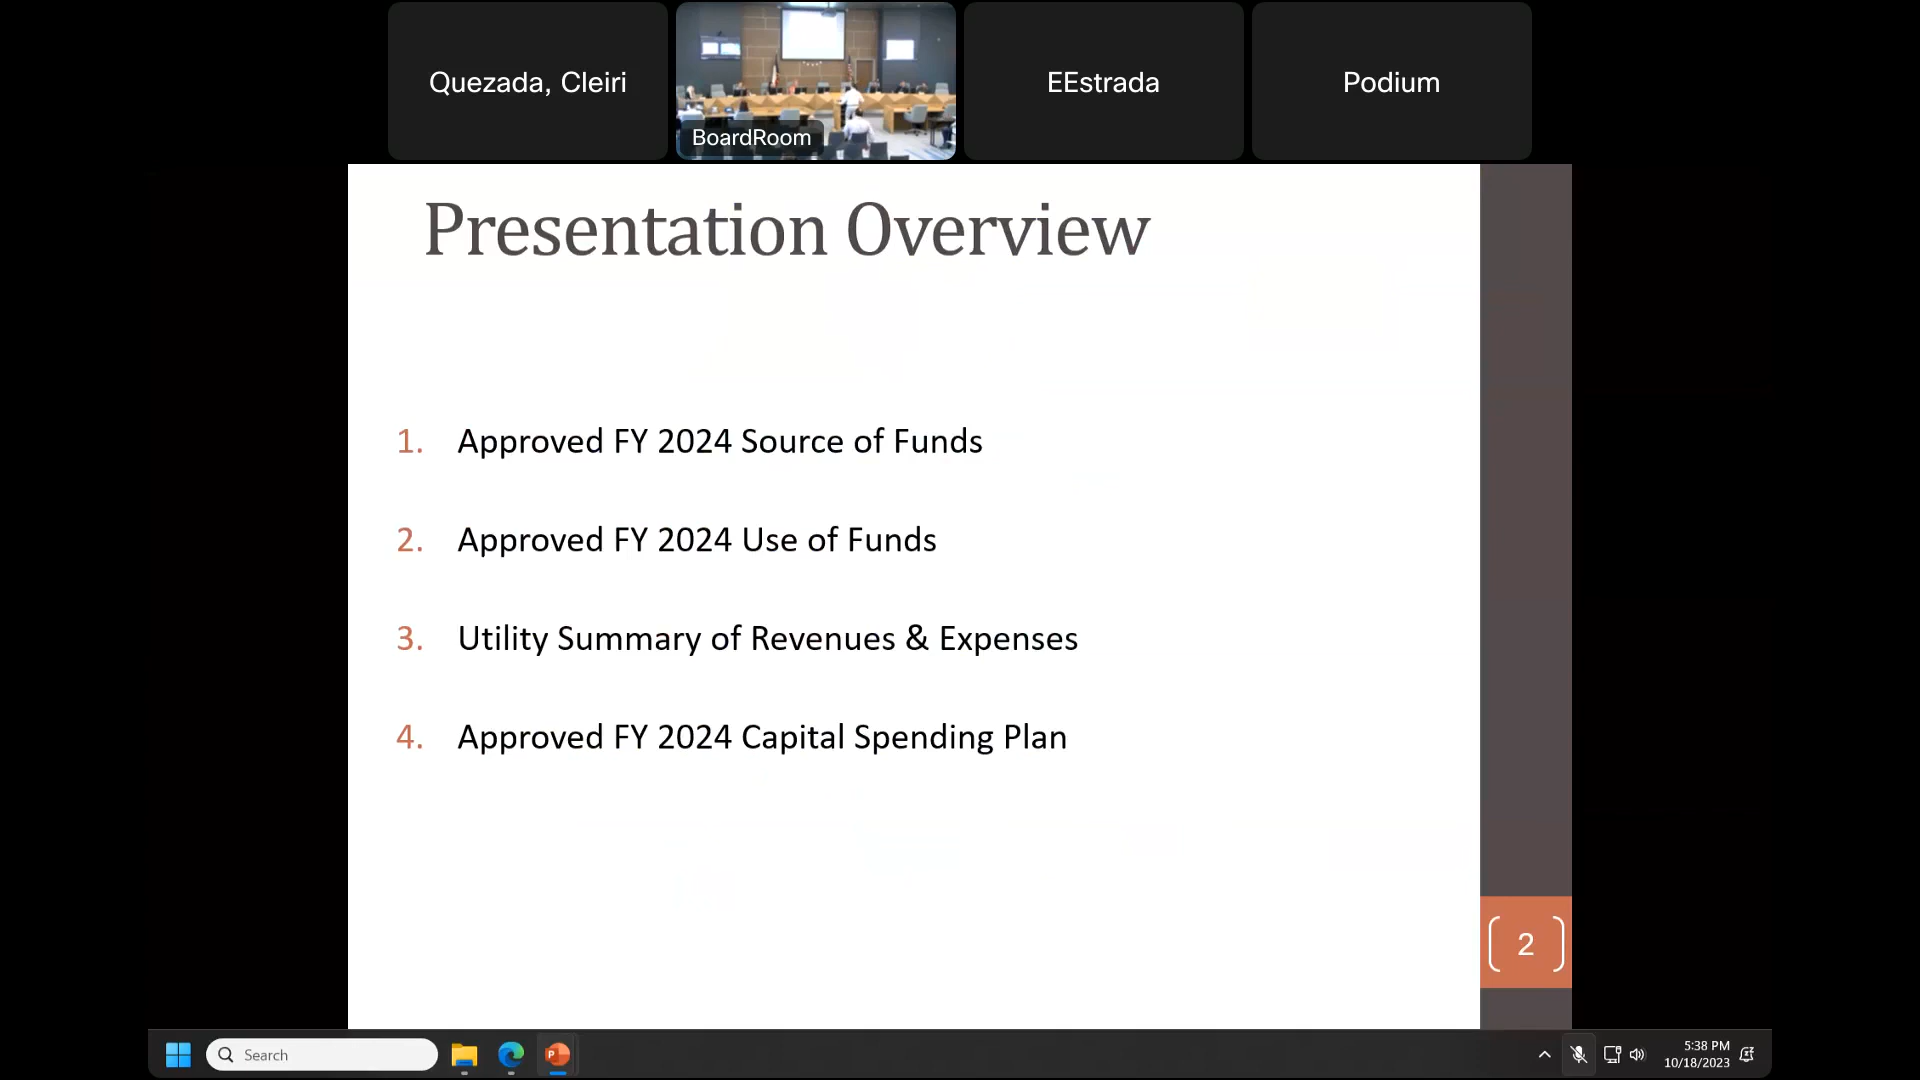 Quezada, Cleiri
BoardRoom
EEstrada
Podium
Presentation Overview
1. Approved FY 2024 Source of Funds
2. Approved FY 2024 Use of Funds
3. Utility Summary of Revenues & Expenses
4. Approved FY 2024 Capital Spending Plan
2
Search
5:38 PM
10/18/2023